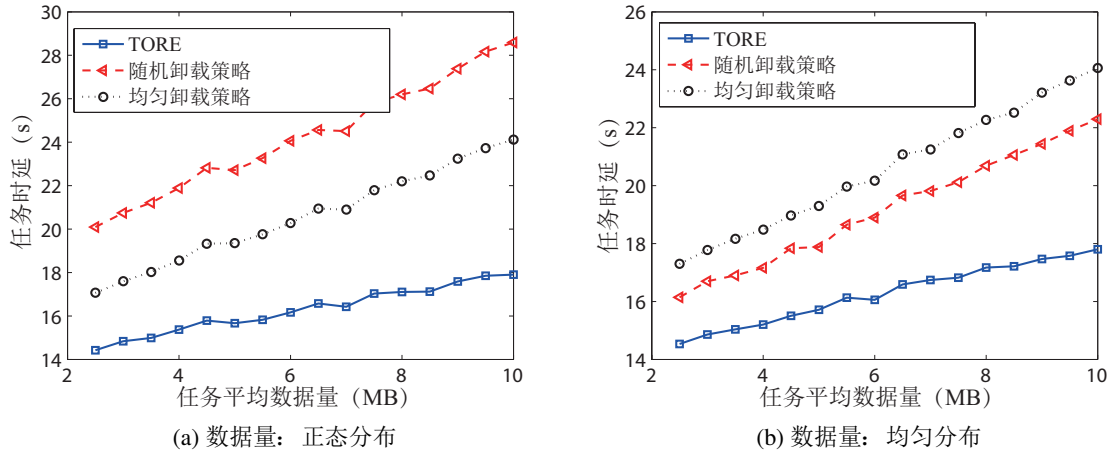 30
28
26
24
22
20
18
16
14
2
4
6
8
10
任务时延（s）
任务平均数据量（MB）
TORE
随机卸载策略
均匀卸载策略
(a) 数据量：正态分布
26
24
22
20
18
16
14
2
4
6
8
10
任务时延（s）
任务平均数据量（MB）
TORE
随机卸载策略
均匀卸载策略
(b) 数据量：均匀分布